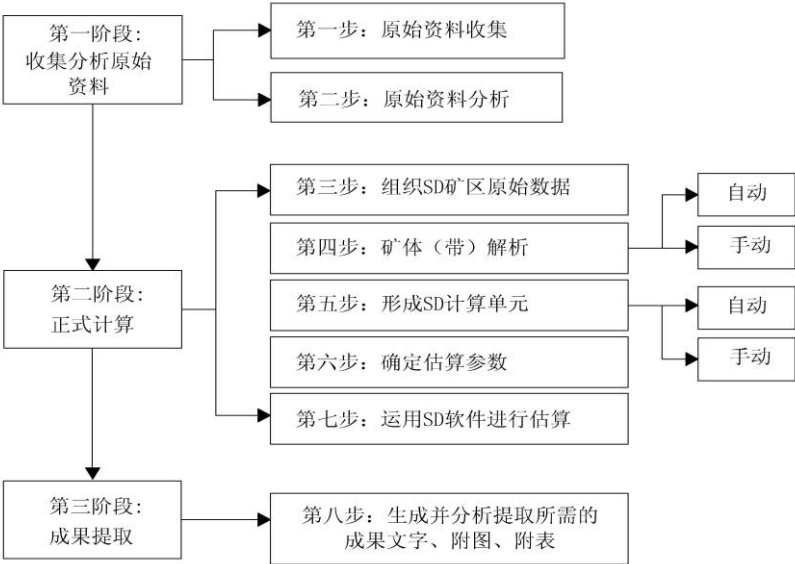 第一阶段:
收集分析原始
资料
第一步: 原始资料收集
第二步: 原始资料分析
第三步: 组织SD矿区原始数据
自动
第四步: 矿体（带）解析
手动
第二阶段:
正式计算
第五步: 形成SD计算单元
自动
第六步: 确定估算参数
手动
第七步: 运用SD软件进行估算
第三阶段:
成果提取
第八步: 生成并分析提取所需的
成果文字、附图、附表